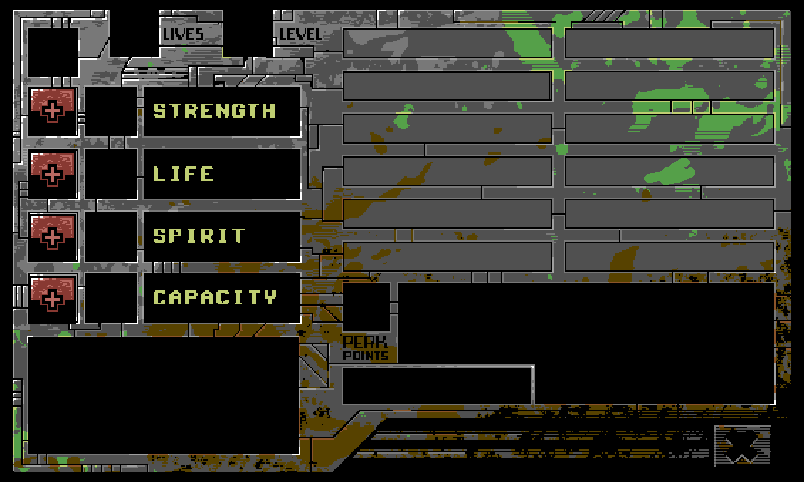 LIVES
LEVEL
STRENGTH
LIFE
SPIRIT
CAPACITY
PERK
POINTS